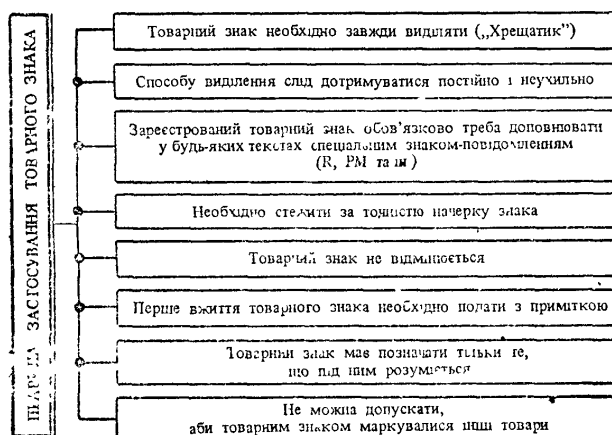 ПРАВИЛА ЗАСТОСУВАННЯ ТОВАРНОГО ЗНАКА
Товарний знак необхідно завжди виділяти („Хрещатик”)
Способу виділення слід дотримуватися постійно і неухильно
Зареєстрований товарний знак обов’язково треба доповнювати
у будь-яких текстах спеціальним знаком-повідомленням
(R, PM та ін)
Необхідно стежити за точністю начерку знака
Товарний знак не відмінюється
Перше вжиття товарного знака необхідно подати з приміткою
Товарний знак має позначати тільки те,
що під ним розуміється
Не можна допускати,
аби товарним знаком маркувалися інші товари